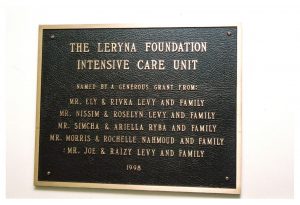 THE LERYNA FOUNDATION
INTENSIVE CARE UNIT
NAMED BY A GENEROUS GRANT FROM:
MR. ELY & RIVKA LEVY AND FAMILY
MR. NISSIM & ROSELYN LEVY AND FAMILY
MR. SIMCHA & ARIELLA RYBA AND FAMILY
MR. MORRIS & ROCHELLE NAHMOUD AND FAMILY
MR. JOE & RAIZY LEVY AND FAMILY
1998